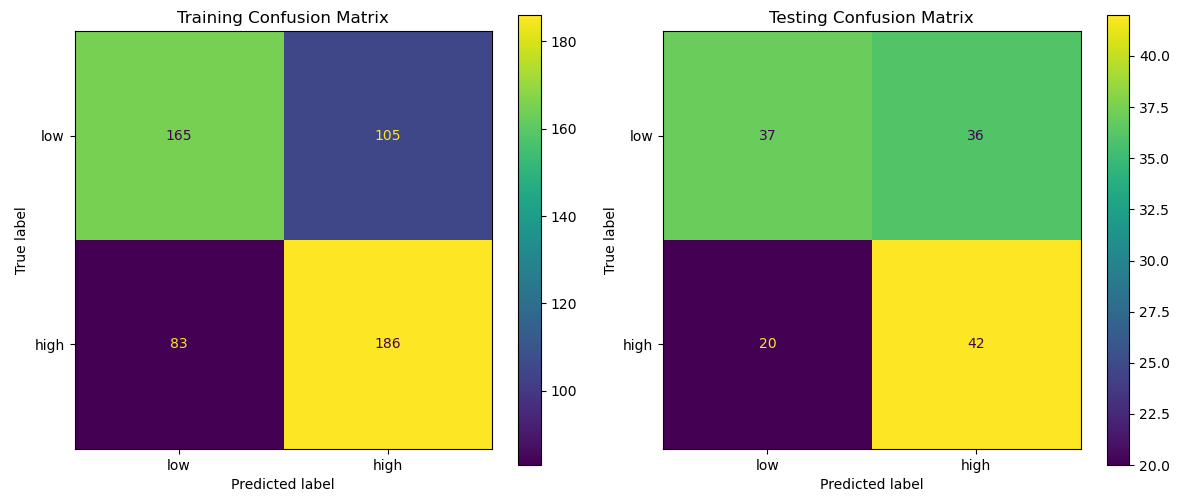 Training Confusion Matrix
low
high
True label
165
105
83
186
low
high
Predicted label
180
160
140
120
100
Testing Confusion Matrix
low
high
True label
37
36
20
42
low
high
Predicted label
40.0
37.5
35.0
32.5
30.0
27.5
25.0
22.5
20.0